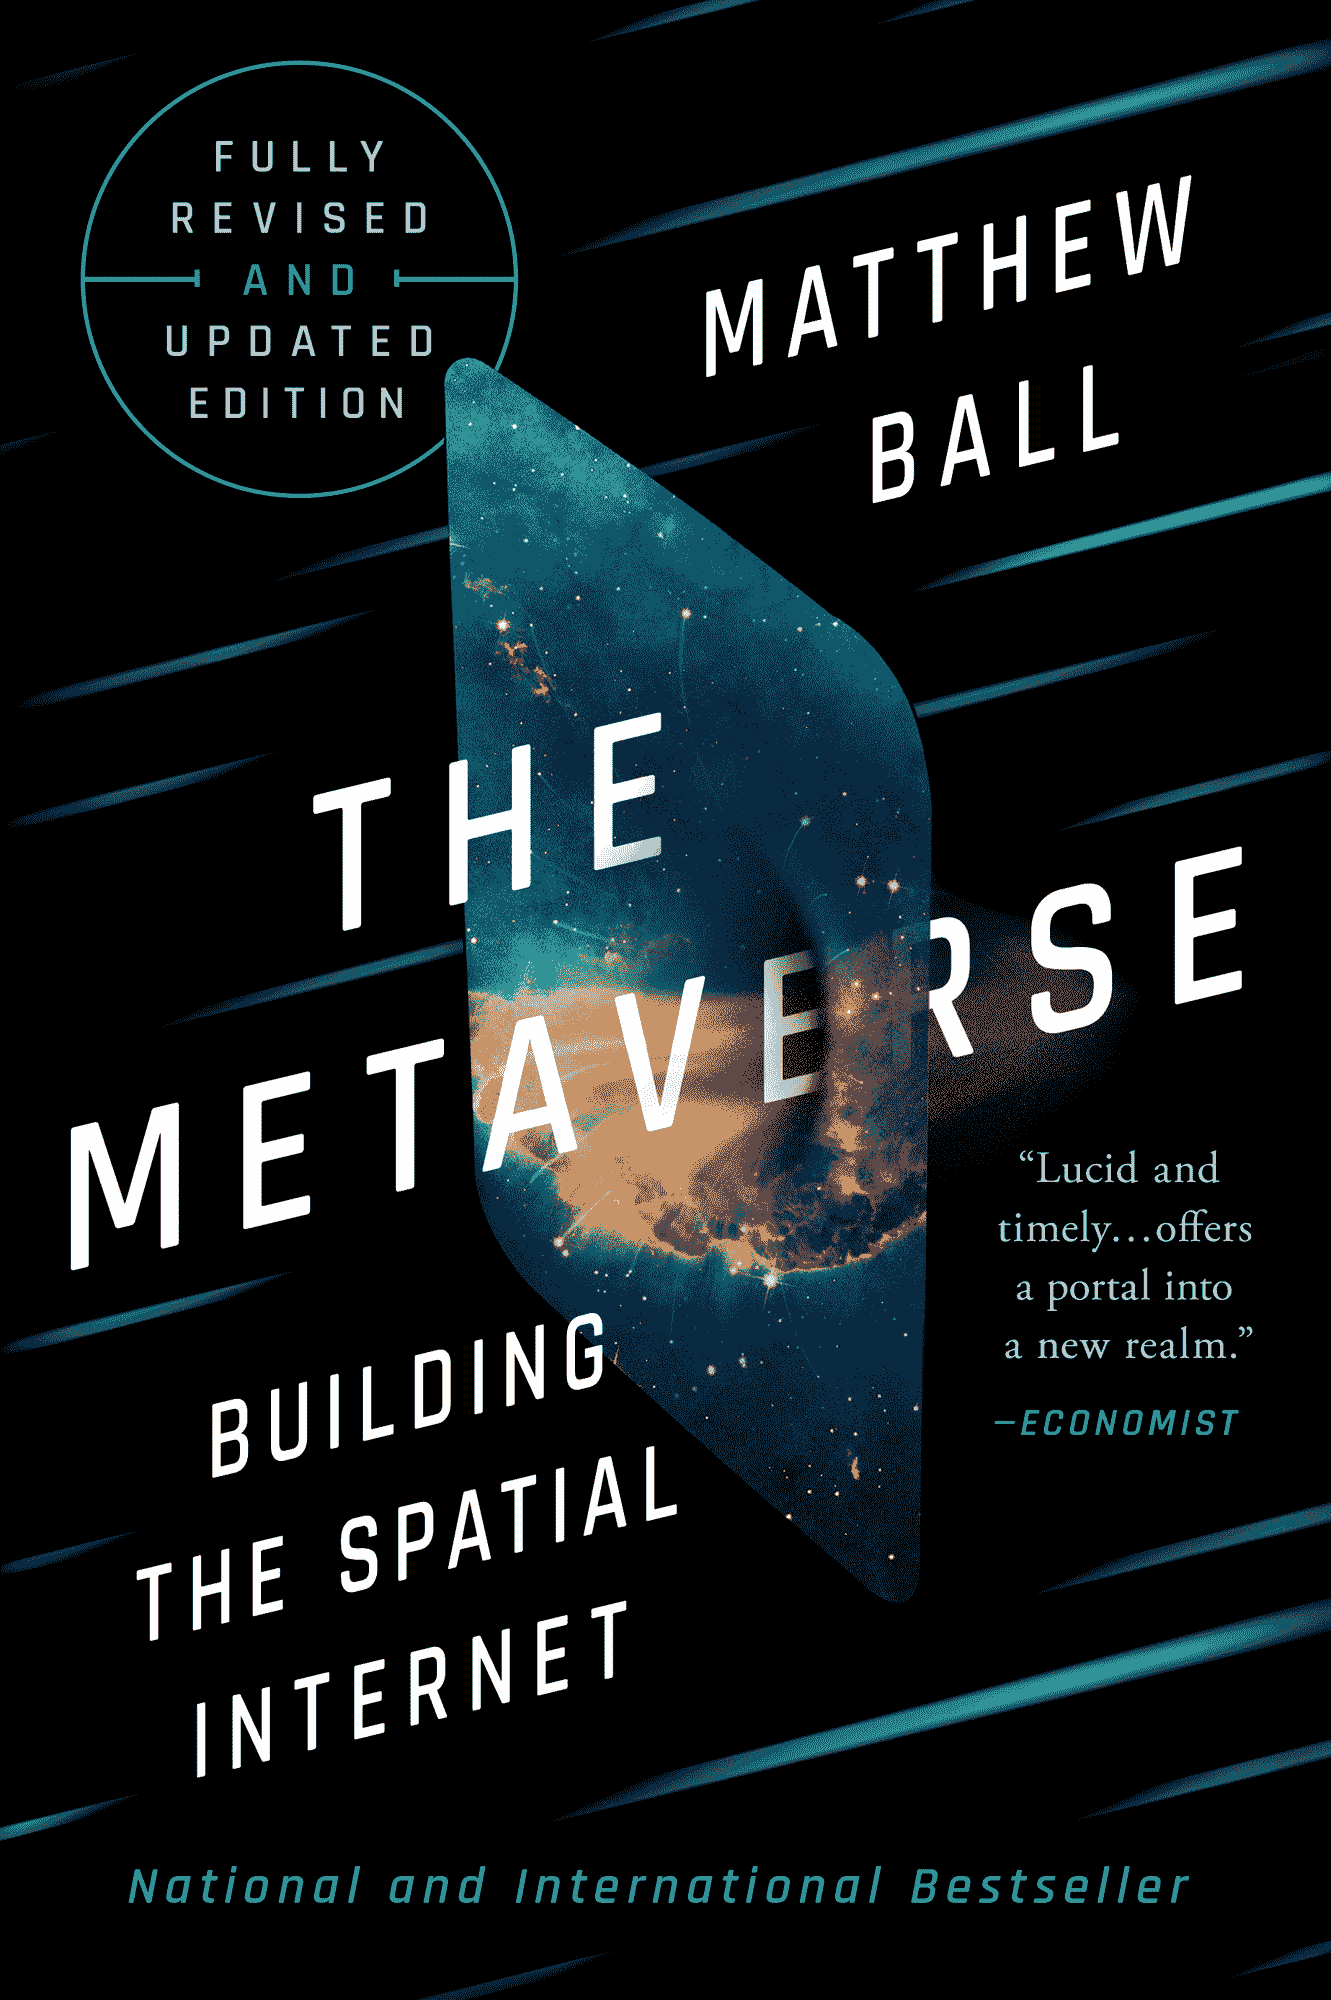 FULLY
REVISED
AND
UPDATED
EDITION
MATTHEW
BALL
THE
METAVERSE
BUILDING
THE SPATIAL
INTERNET
“Lucid and
timely...offers
a portal into
a new realm.”
—ECONOMIST
National and International Bestseller